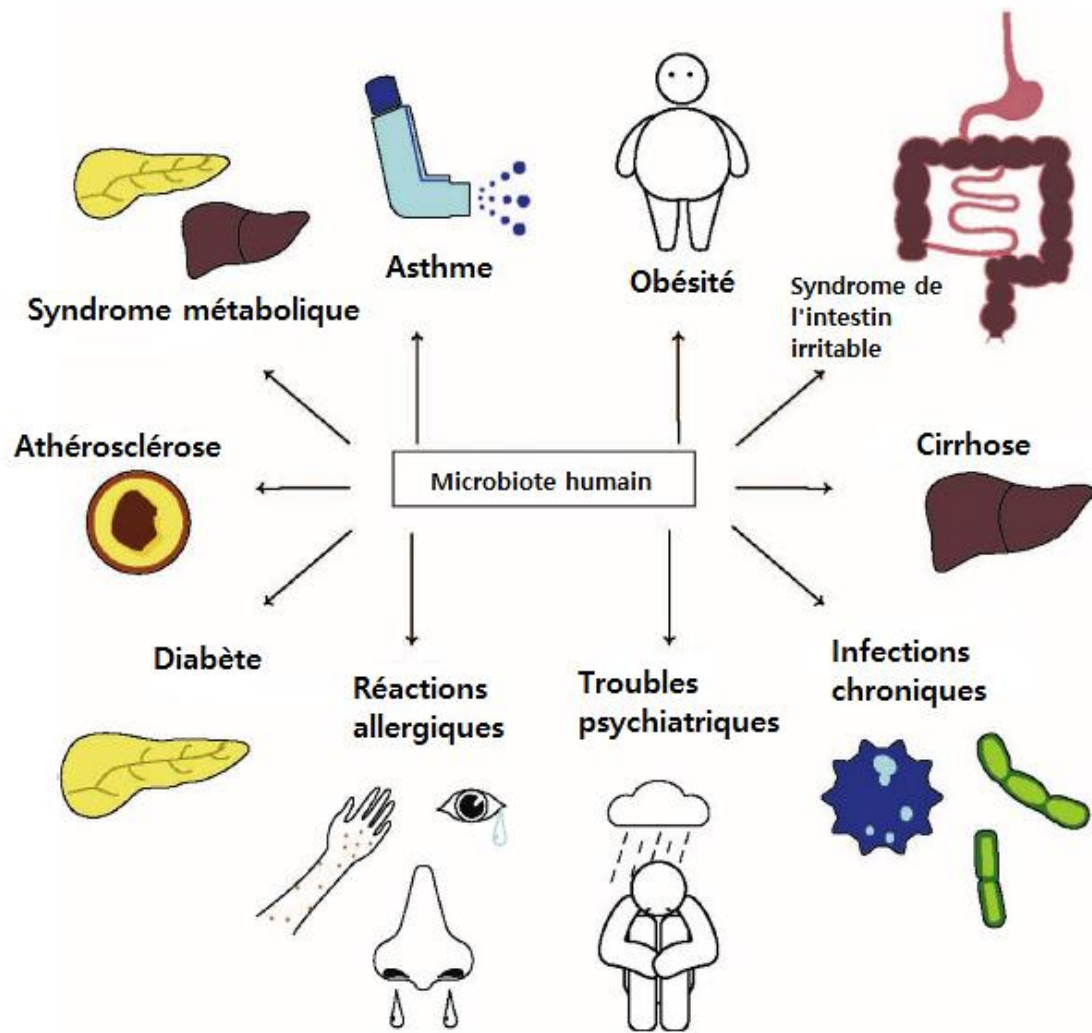 Asthme
Obésité
Syndrome métabolique
Syndrome de
l'intestin
irritable
Athérosclérose
Microbiote humain
Cirrhose
Diabète
Réactions
allergiques
Troubles
psychiatriques
Infections
chroniques